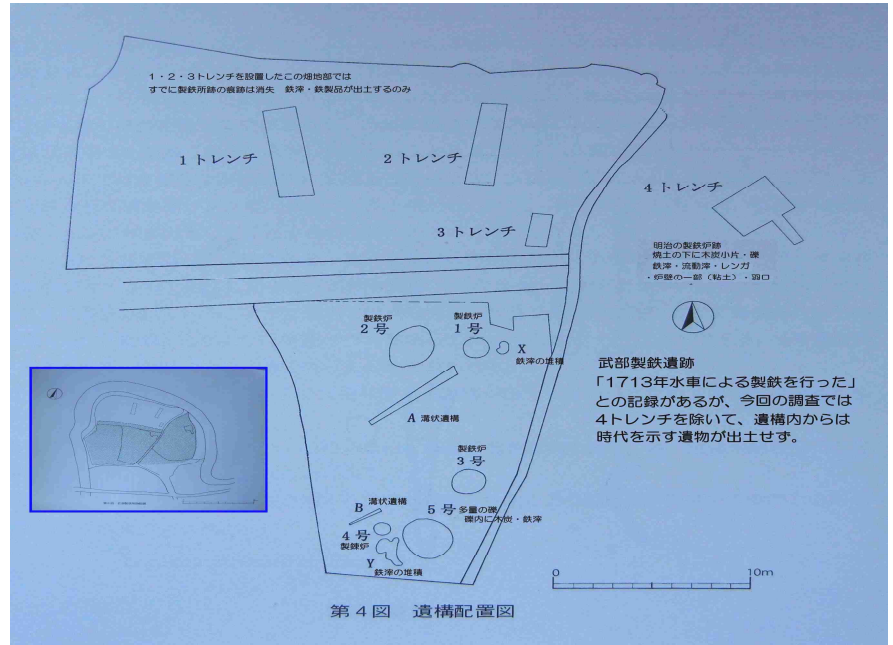 1・2・3トレンチを設置したこの畑地部では
すでに製鉄所跡の痕跡は消失 鉄滓・鉄製品が出土するのみ
1 トレンチ
2 トレンチ
3 トレンチ
4 トレンチ
明治の製鉄炉跡
焼土の下に木炭小片・礫
鉄滓・流動滓・レンガ
・炉壁の一部（粘土）・羽口
製鉄炉
2 号
製鉄炉
1 号
X
鉄滓の堆積
A 溝状遺構
武部製鉄遺跡
「1713年水車による製鉄を行った」
との記録があるが、今回の調査では
4トレンチを除いて、遺構内からは
時代を示す遺物が出土せず。
製鉄炉
3 号
B 溝状遺構
5 号 多量の礫
礫内に木炭・鉄滓
4 号
製錬炉
Y
鉄滓の堆積
0 10m
第4図 遺構配置図